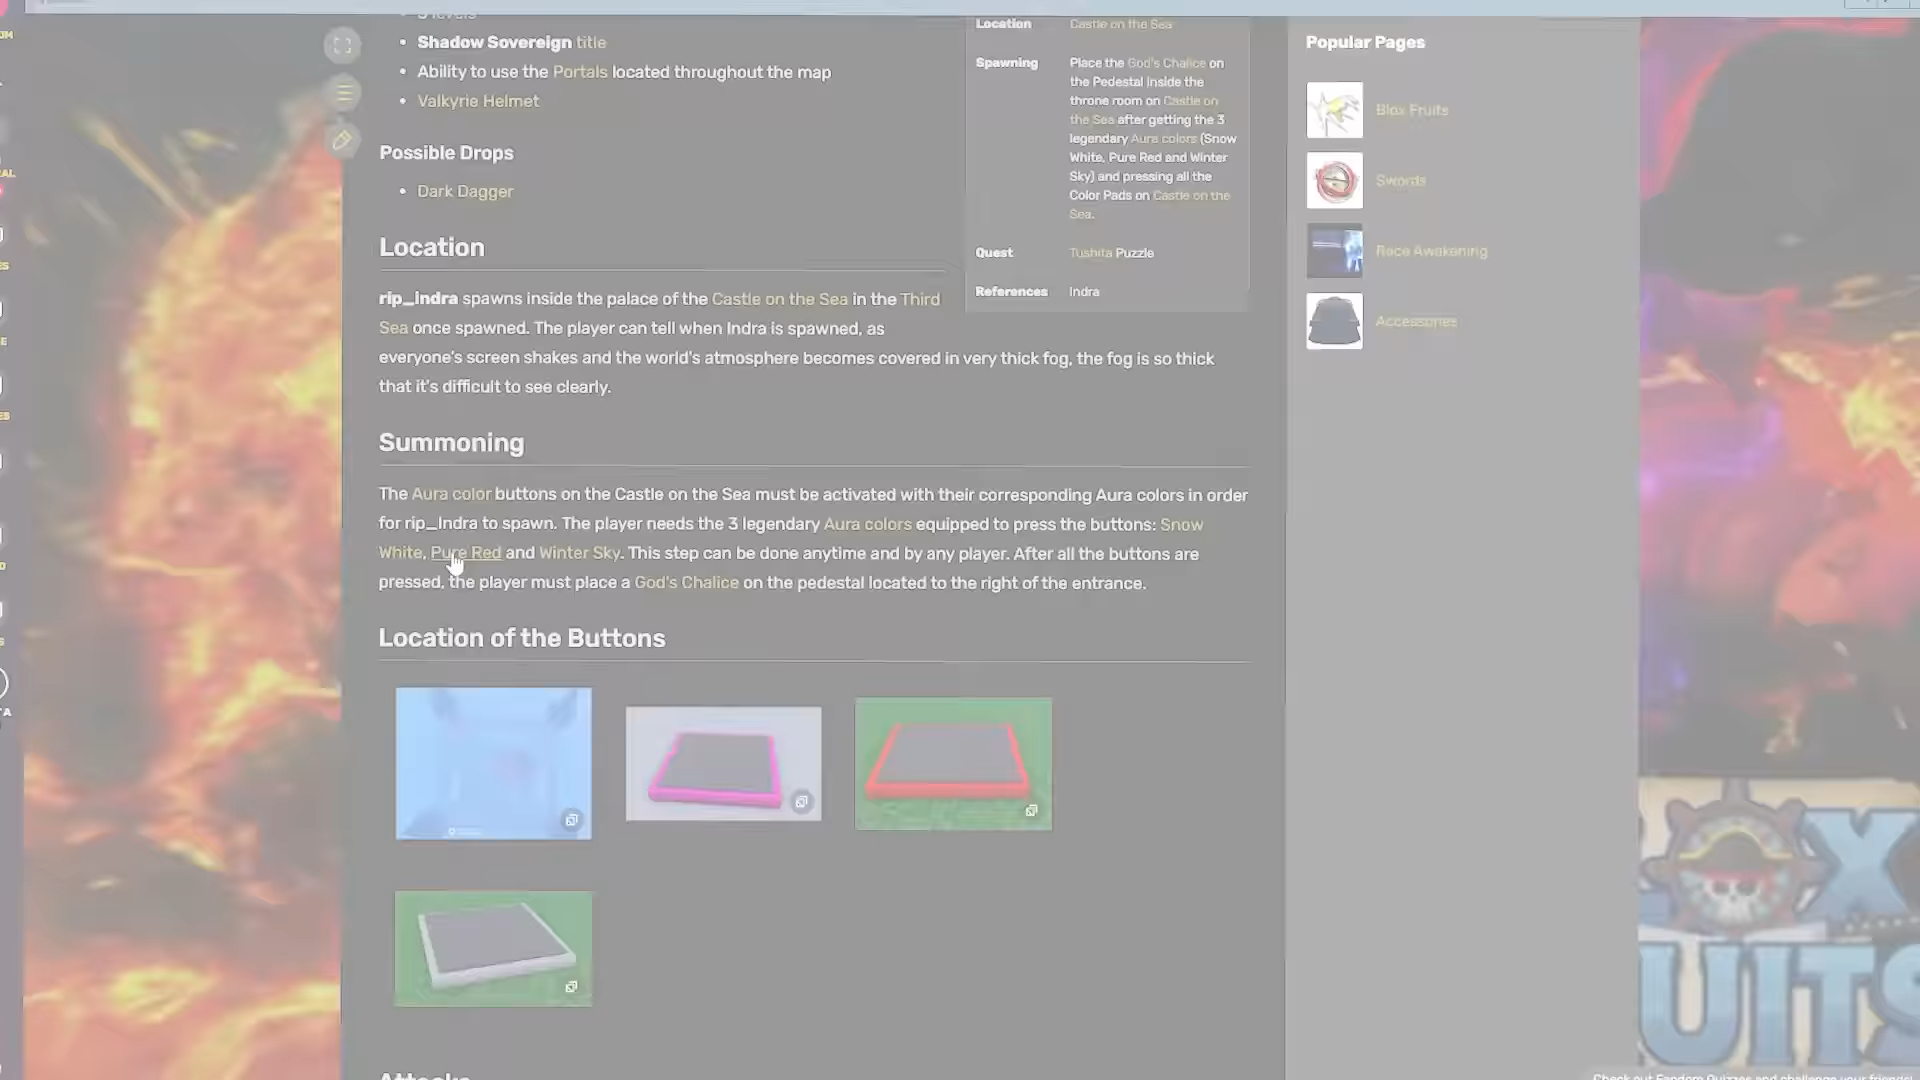 Shadow Sovereign title
Ability to use the Portals located throughout the map
Valkyrie Helmet
Possible Drops
Dark Dagger
Location
rip_indra spawns inside the palace of the Castle on the Sea in the Third
Sea once spawned. The player can tell when Indra is spawned, as
everyone's screen shakes and the world's atmosphere becomes covered in very thick fog, the fog is so thick
that it's difficult to see clearly.
Summoning
The Aura color buttons on the Castle on the Sea must be activated with their corresponding Aura colors in order
for rip_Indra to spawn. The player needs the 3 legendary Aura colors equipped to press the buttons: Snow
White, Pure Red and Winter Sky. This step can be done anytime and by any player. After all the buttons are
pressed, the player must place a God's Chalice on the pedestal located to the right of the entrance.
Location of the Buttons
Location Castle on the Sea
Spawning Place the God's Chalice on
the Pedestal Inside the
throne room on Castle on
the Sea after getting the 3
legendary Aura colors (Snow
White, Pure Red and Winter
Sky) and pressing all the
Color Pads on Castle on the
Sea.
Quest Tushita Puzzle
References Indra
Popular Pages
Blox Fruits
Swords
Race Awakening
Accessories
UITS